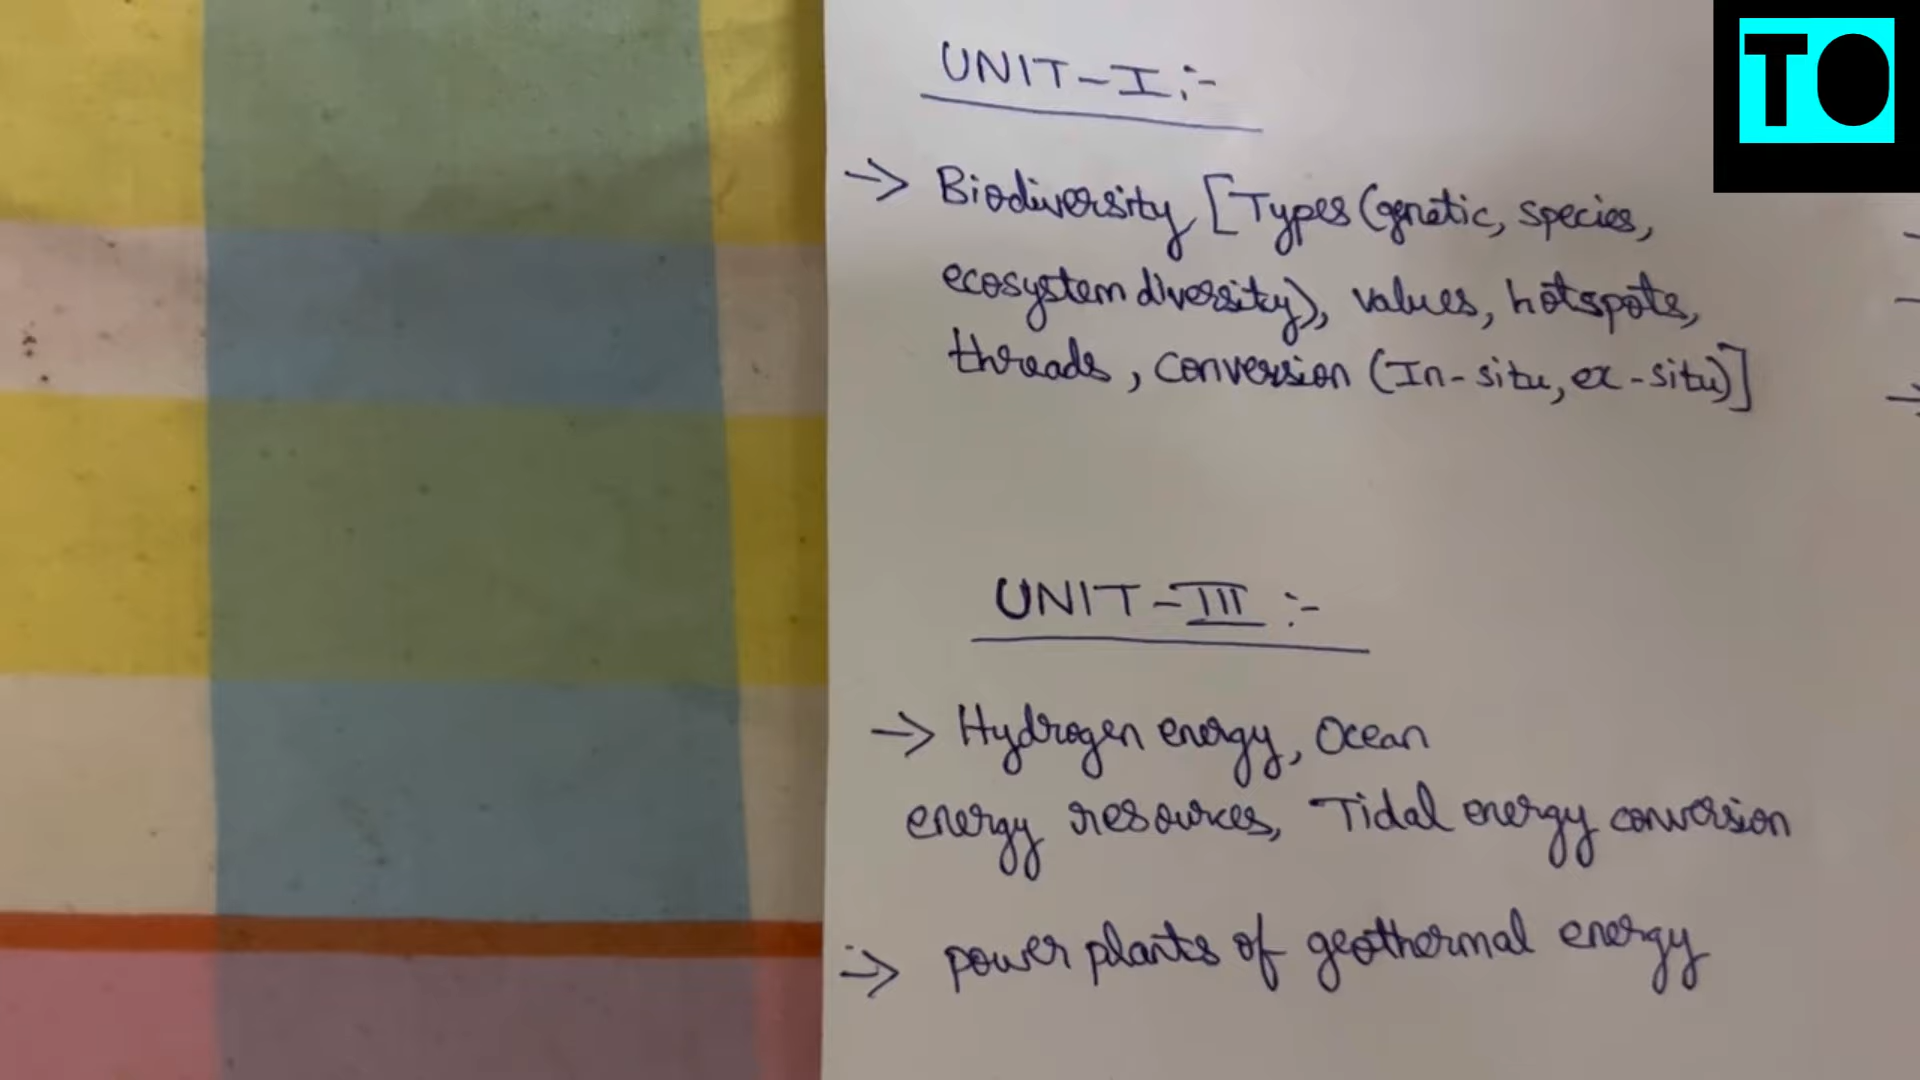 TO
UNIT-I:-
→ Biodiversity [Types (genetic, species,
ecosystem diversity), values, hotspots,
threads, conversion (In-situ, ex-situ)]
UNIT-III :-
→ Hydrogen energy, Ocean
energy resources, Tidal energy conversion
→ power plants of geothermal energy